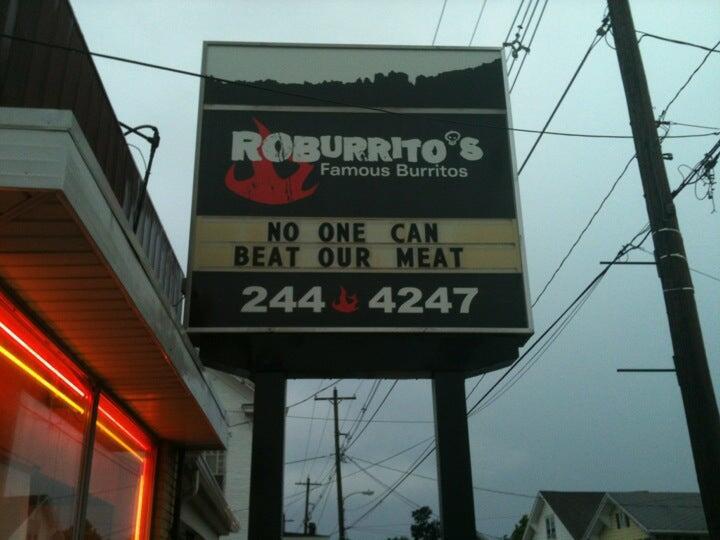 ROBURRITO'S
Famous Burritos
NO ONE CAN
BEAT OUR MEAT
244 4247